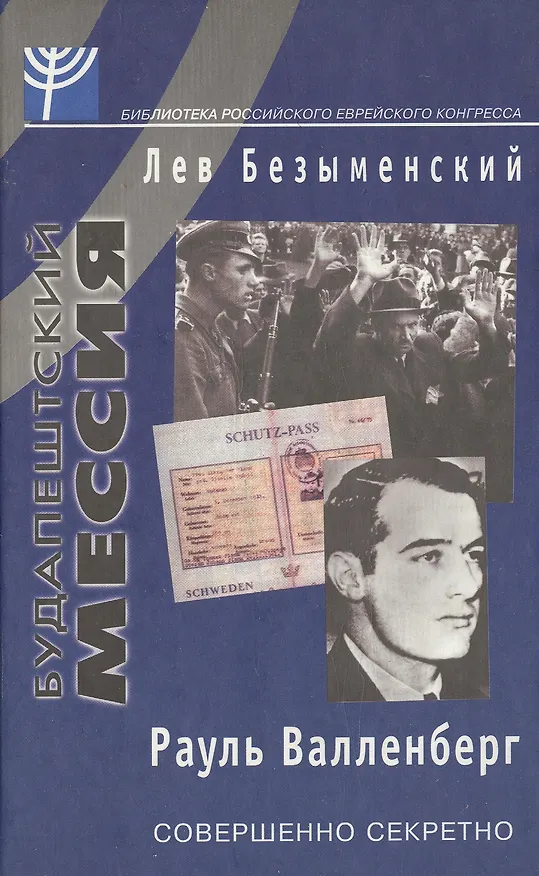 БИБЛИОТЕКА РОССИЙСКОГО ЕВРЕЙСКОГО КОНГРЕССА
Лев Безыменский
БУДАПЕШТСКИЙ
МЕССИЯ
SCHUTZ-PASS
SCHWEDEN
Рауль Валленберг
СОВЕРШЕННО СЕКРЕТНО